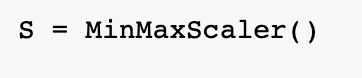 S = MinMaxScaler()